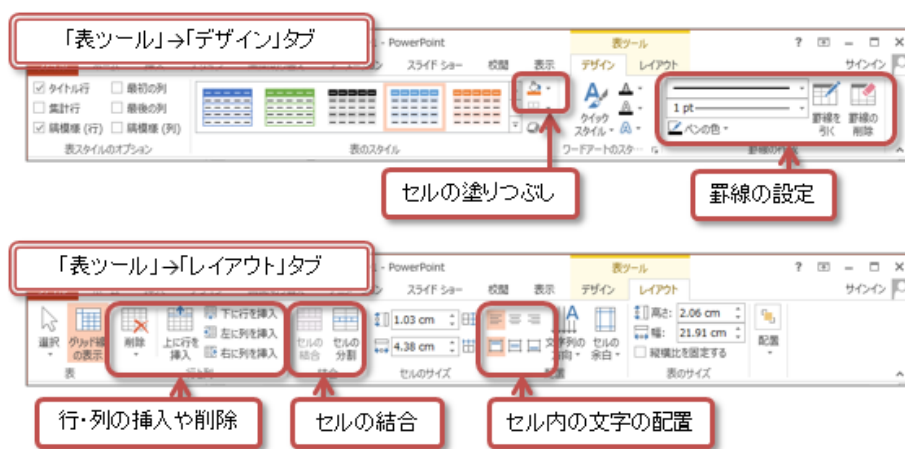 「表ツール」→「デザイン」タブ
- PowerPoint
表ツール
?
スライド ショー
校閲
表示
デザイン
レイアウト
サインイン
タイトル行
最初の列
集計行
最後の列
縞模様 (行)
縞模様 (列)
クイック
スタイル
1 pt
ペンの色
罫線を
引く
罫線の
削除
表スタイルのオプション
表のスタイル
ワードアートのスタ…
セルの塗りつぶし
罫線の設定
「表ツール」→「レイアウト」タブ
- PowerPoint
表ツール
?
スライド ショー
校閲
表示
デザイン
レイアウト
サインイン
選択
グリッド線
の表示
削除
上に行を
挿入
下に行を挿入
左に列を挿入
右に列を挿入
セルの
結合
セルの
分割
1.03 cm
4.38 cm
文字列の
方向
セルの
余白
高さ:
2.06 cm
幅:
21.91 cm
縦横比を固定する
配置
表
結合
セルのサイズ
配置
表のサイズ
行・列の挿入や削除
セルの結合
セル内の文字の配置